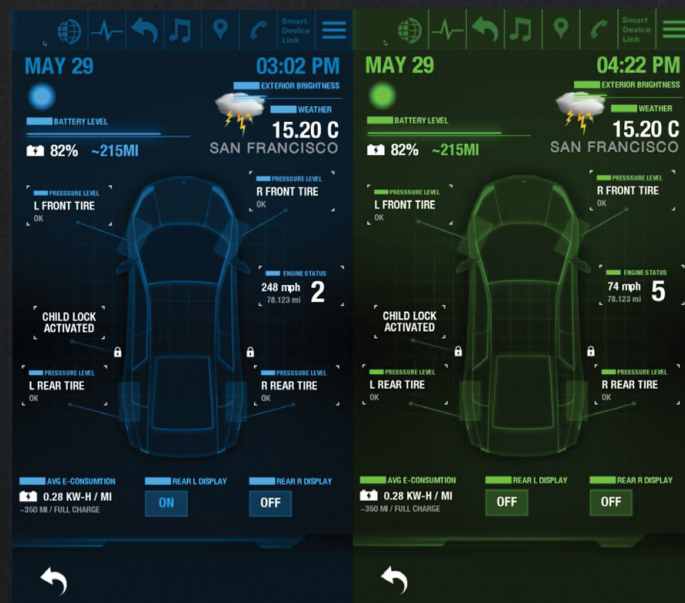 Smart
Device
Link
MAY 29
03:02 PM
EXTERIOR BRIGHTNESS
WEATHER
BATTERY LEVEL
15.20 C
82% ~215MI
SAN FRANCISCO
PRESSSURE LEVEL
L FRONT TIRE
OK
PRESSSURE LEVEL
R FRONT TIRE
OK
ENGINE STATUS
248 mph 2
78.123 mi
CHILD LOCK
ACTIVATED
PRESSSURE LEVEL
L REAR TIRE
OK
PRESSSURE LEVEL
R REAR TIRE
OK
AVG E-CONSUMTION
0.28 KW-H / MI
~350 MI / FULL CHARGE
REAR L DISPLAY
ON
REAR R DISPLAY
OFF
Smart
Device
Link
MAY 29
04:22 PM
EXTERIOR BRIGHTNESS
WEATHER
BATTERY LEVEL
15.20 C
82% ~215MI
SAN FRANCISCO
PRESSSURE LEVEL
L FRONT TIRE
OK
PRESSSURE LEVEL
R FRONT TIRE
OK
ENGINE STATUS
74 mph 5
78.123 mi
CHILD LOCK
ACTIVATED
PRESSSURE LEVEL
L REAR TIRE
OK
PRESSSURE LEVEL
R REAR TIRE
OK
AVG E-CONSUMTION
0.28 KW-H / MI
~350 MI / FULL CHARGE
REAR L DISPLAY
OFF
REAR R DISPLAY
OFF